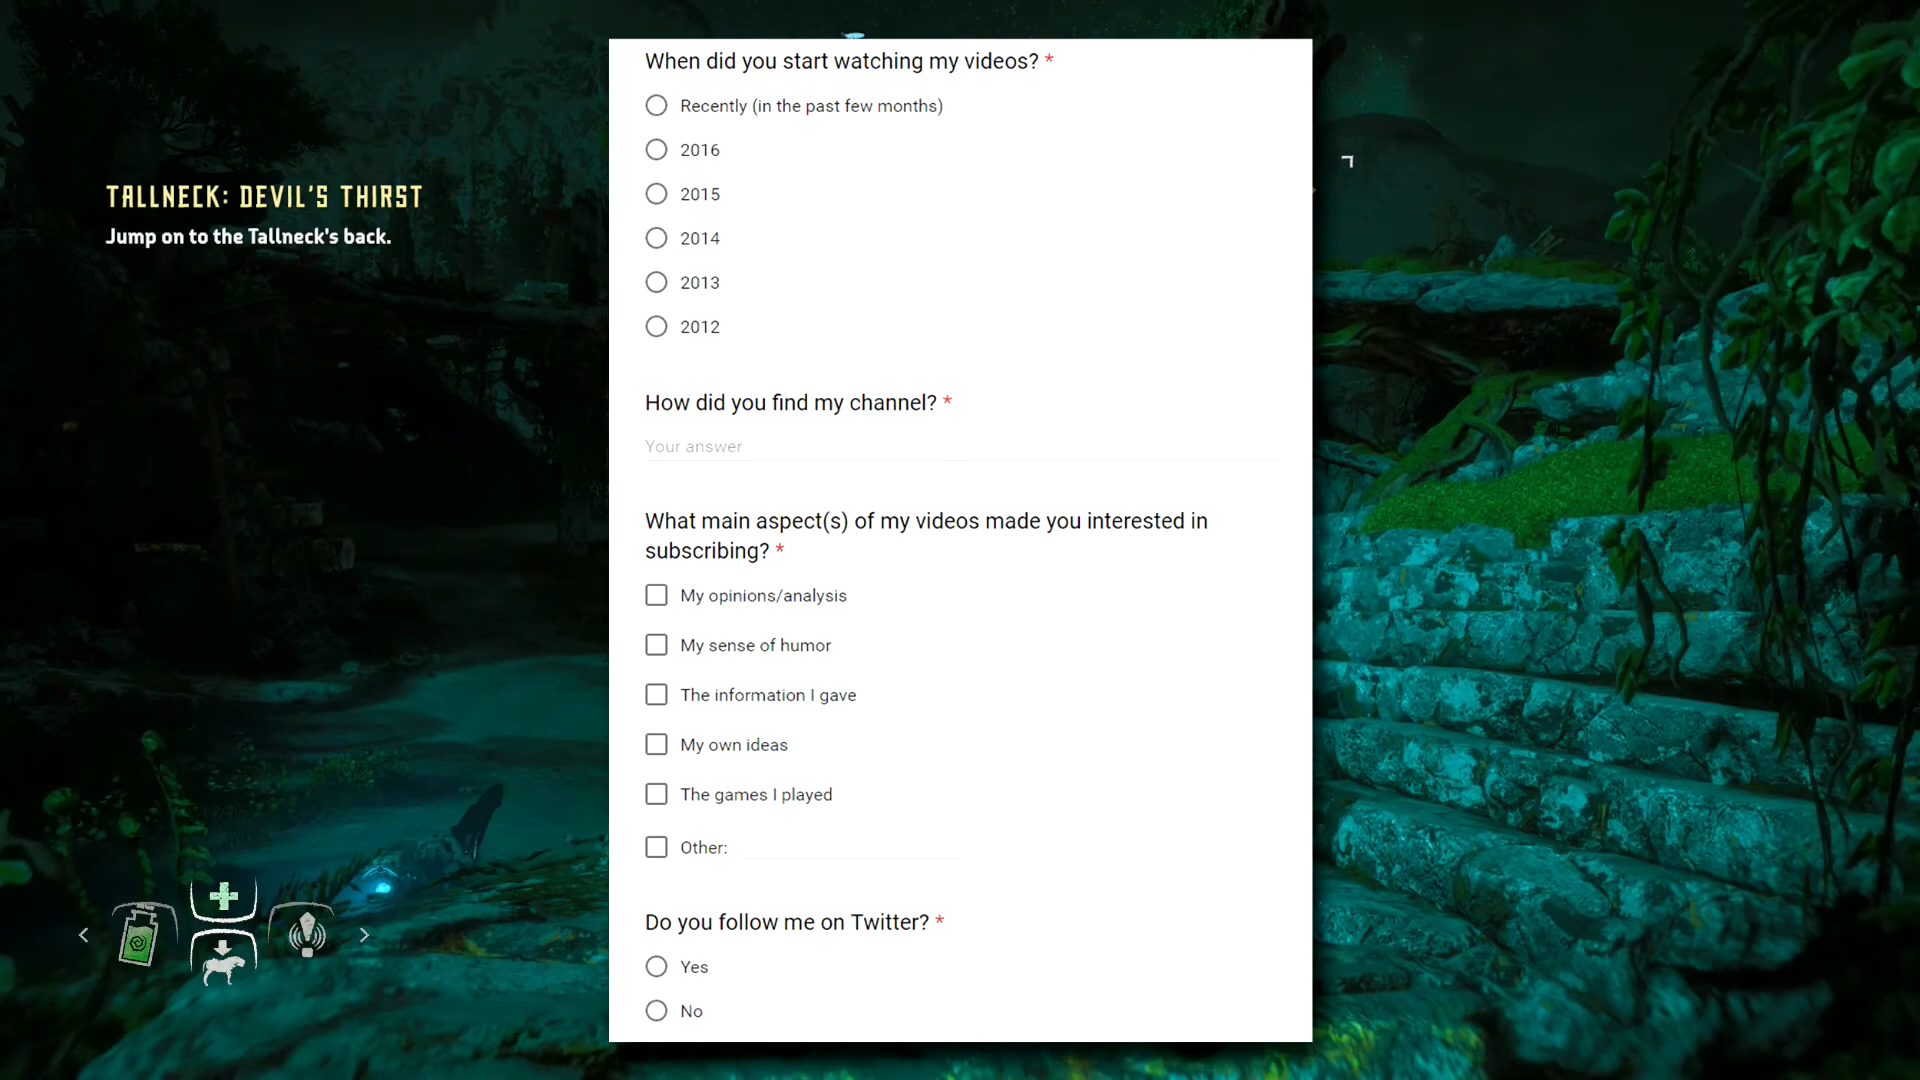 TALLNECK: DEVIL'S THIRST
Jump on to the Tallneck's back.
When did you start watching my videos? *
Recently (in the past few months)
2016
2015
2014
2013
2012
How did you find my channel? *
Your answer
What main aspect(s) of my videos made you interested in
subscribing? *
My opinions/analysis
My sense of humor
The information I gave
My own ideas
The games I played
Other:
Do you follow me on Twitter? *
Yes
No